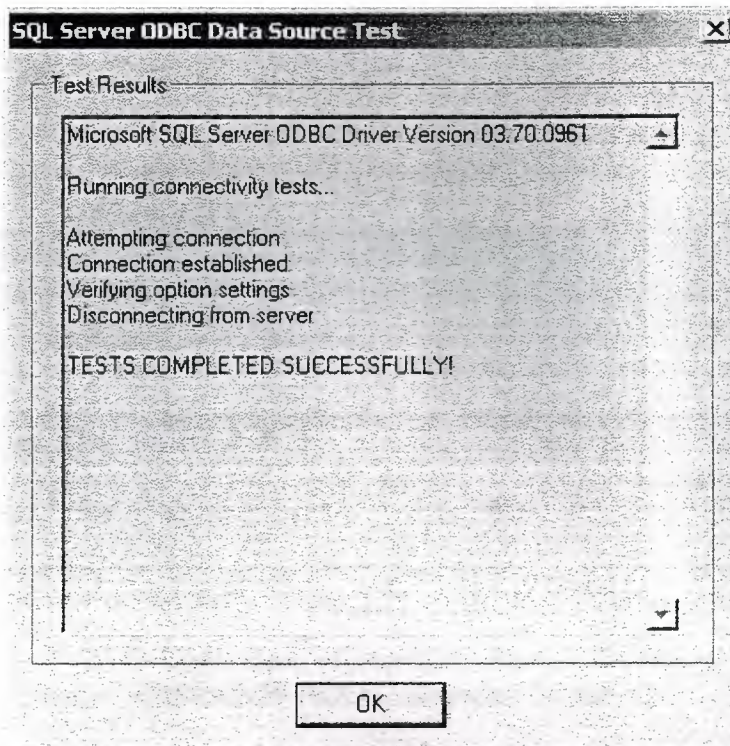 SQL Server ODBC Data Source Test
Test Results
Microsoft SQL Server ODBC Driver Version 03.70.0961
Running connectivity tests...
Attempting connection
Connection established
Verifying option settings
Disconnecting from server
TESTS COMPLETED SUCCESSFULLY!
OK